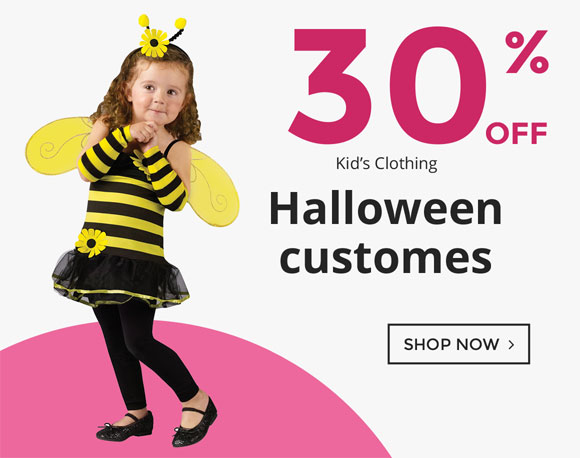 30%
OFF
Kid's Clothing
Halloween
customes
SHOP NOW >